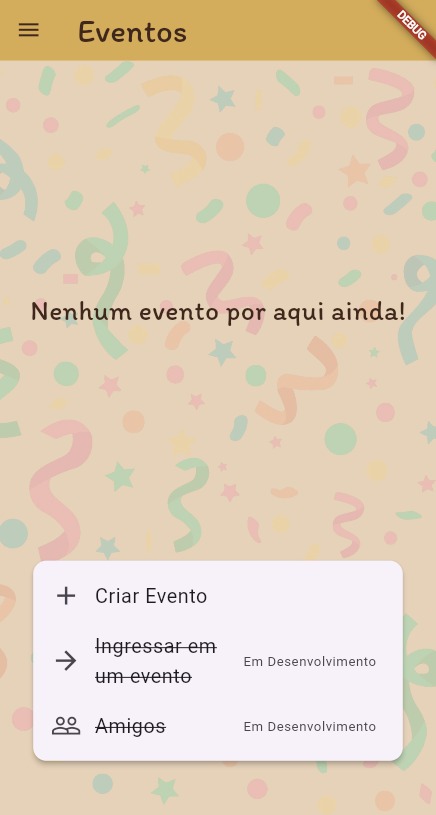 Eventos
DEBUG
Nenhum evento por aqui ainda!
Criar Evento
Ingressar em
um evento
Em Desenvolvimento
Amigos
Em Desenvolvimento